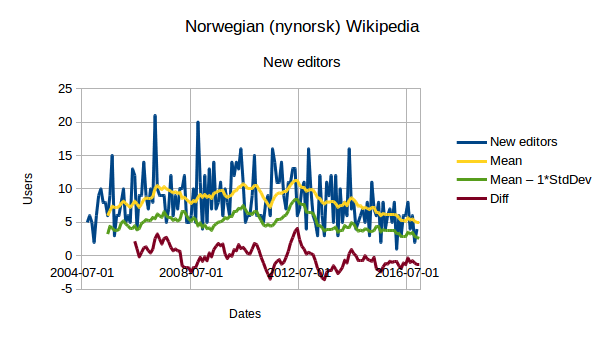 Norwegian (nynorsk) Wikipedia
New editors
25
20
15
10
5
0
-5
Users
2004-07-01 2008-07-01 2012-07-01 2016-07-01
Dates
New editors
Mean
Mean – 1*StdDev
Diff